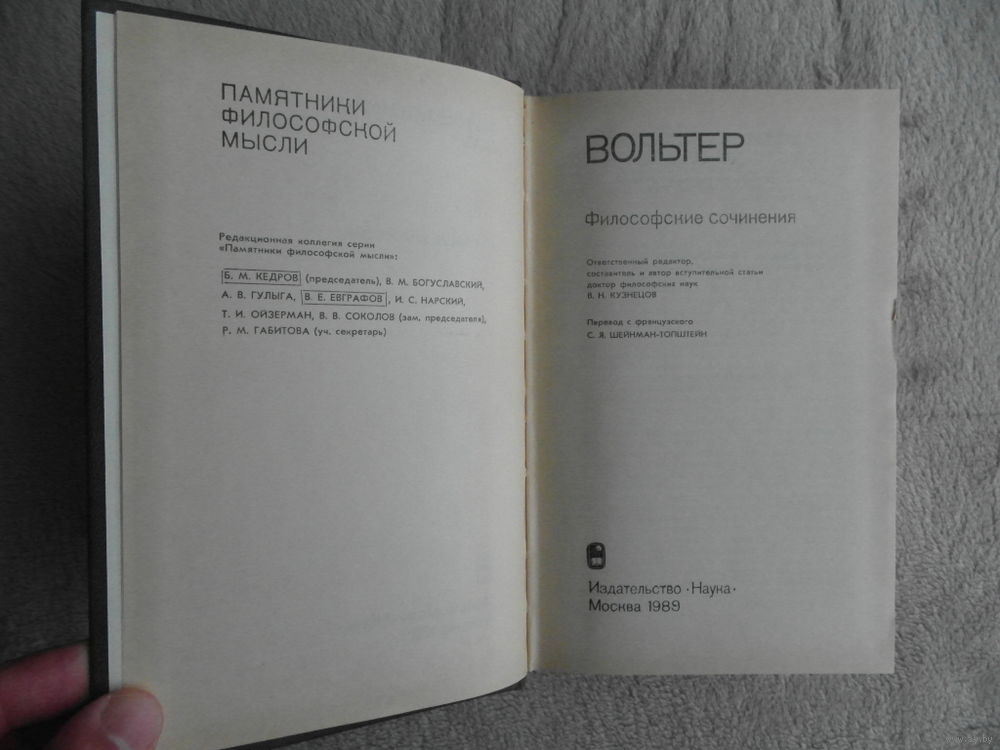 ПАМЯТНИКИ
ФИЛОСОФСКОЙ
МЫСЛИ
Редакционная коллегия серии
«Памятники философской мысли»:
Б. М. КЕДРОВ (председатель), В. М. БОГУСЛАВСКИЙ,
А. В. ГУЛЫГА, В. Е. ЕВГРАФОВ, И. С. НАРСКИЙ,
Т. И. ОЙЗЕРМАН, В. В. СОКОЛОВ (зам. председателя),
Р. М. ГАБИТОВА (уч. секретарь)
ВОЛЬТЕР
Философские сочинения
Ответственный редактор,
составитель и автор вступительной статьи
доктор философских наук
В. Н. КУЗНЕЦОВ
Перевод с французского
С. Я. ШЕЙНМАН-ТОПШТЕЙН
Издательство ·Наука·
Москва 1989